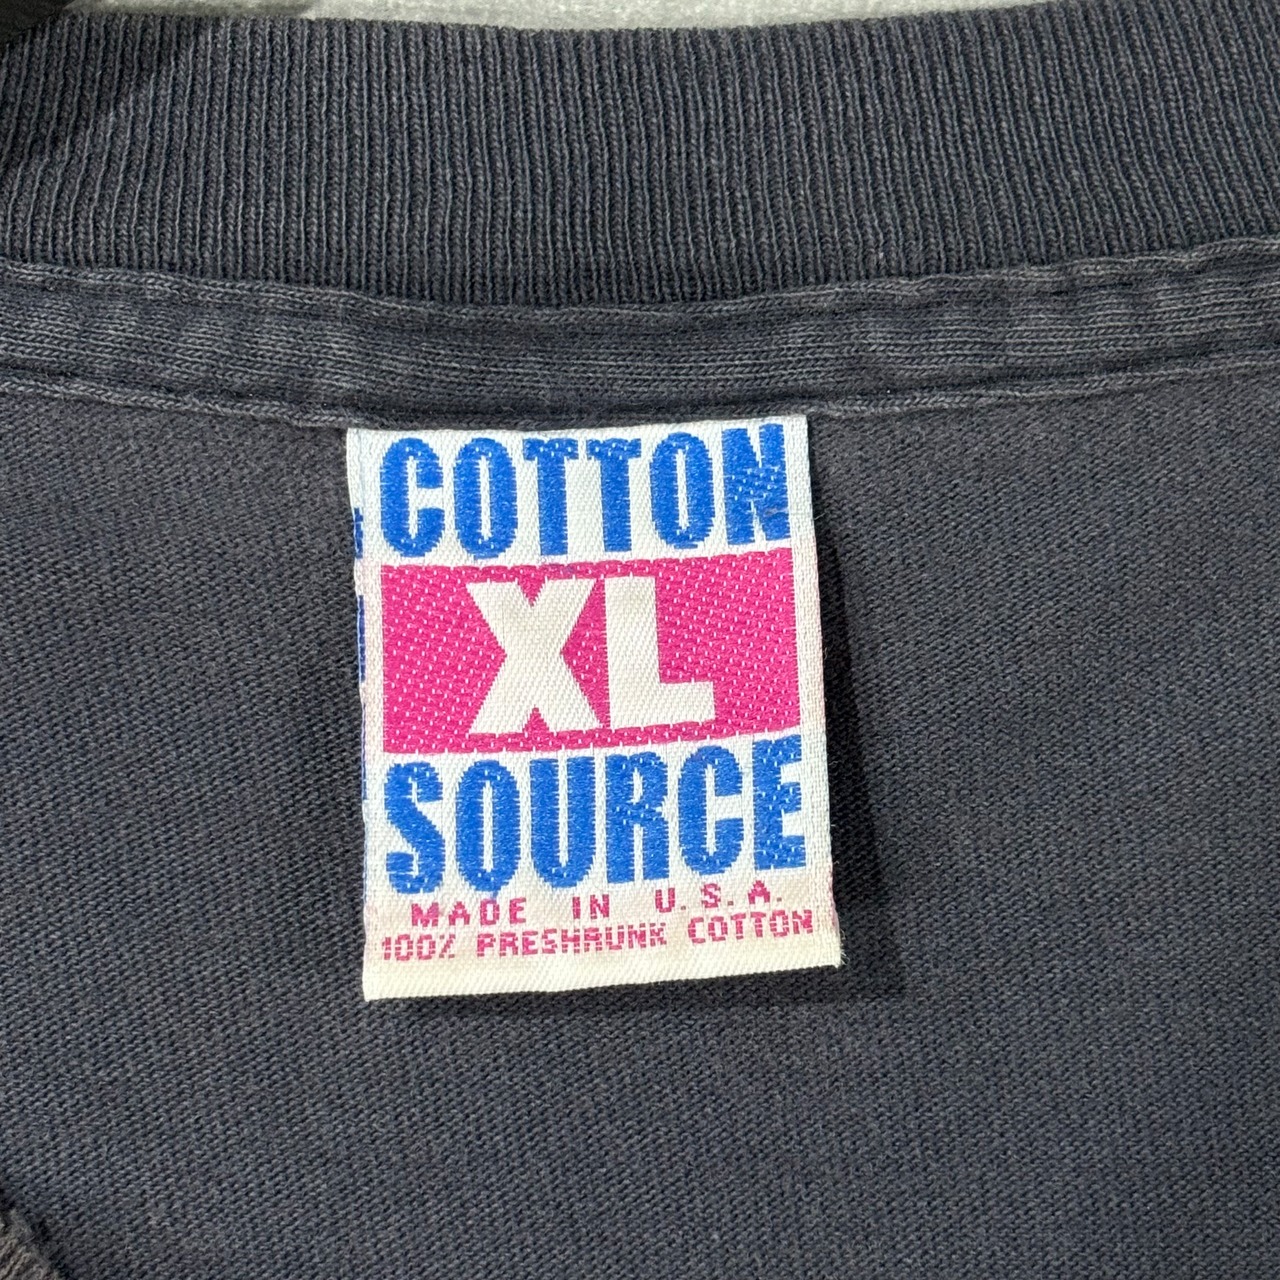 COTTON
XL
SOURCE
MADE IN U.S.A.
100% PRESHRUNK COTTON